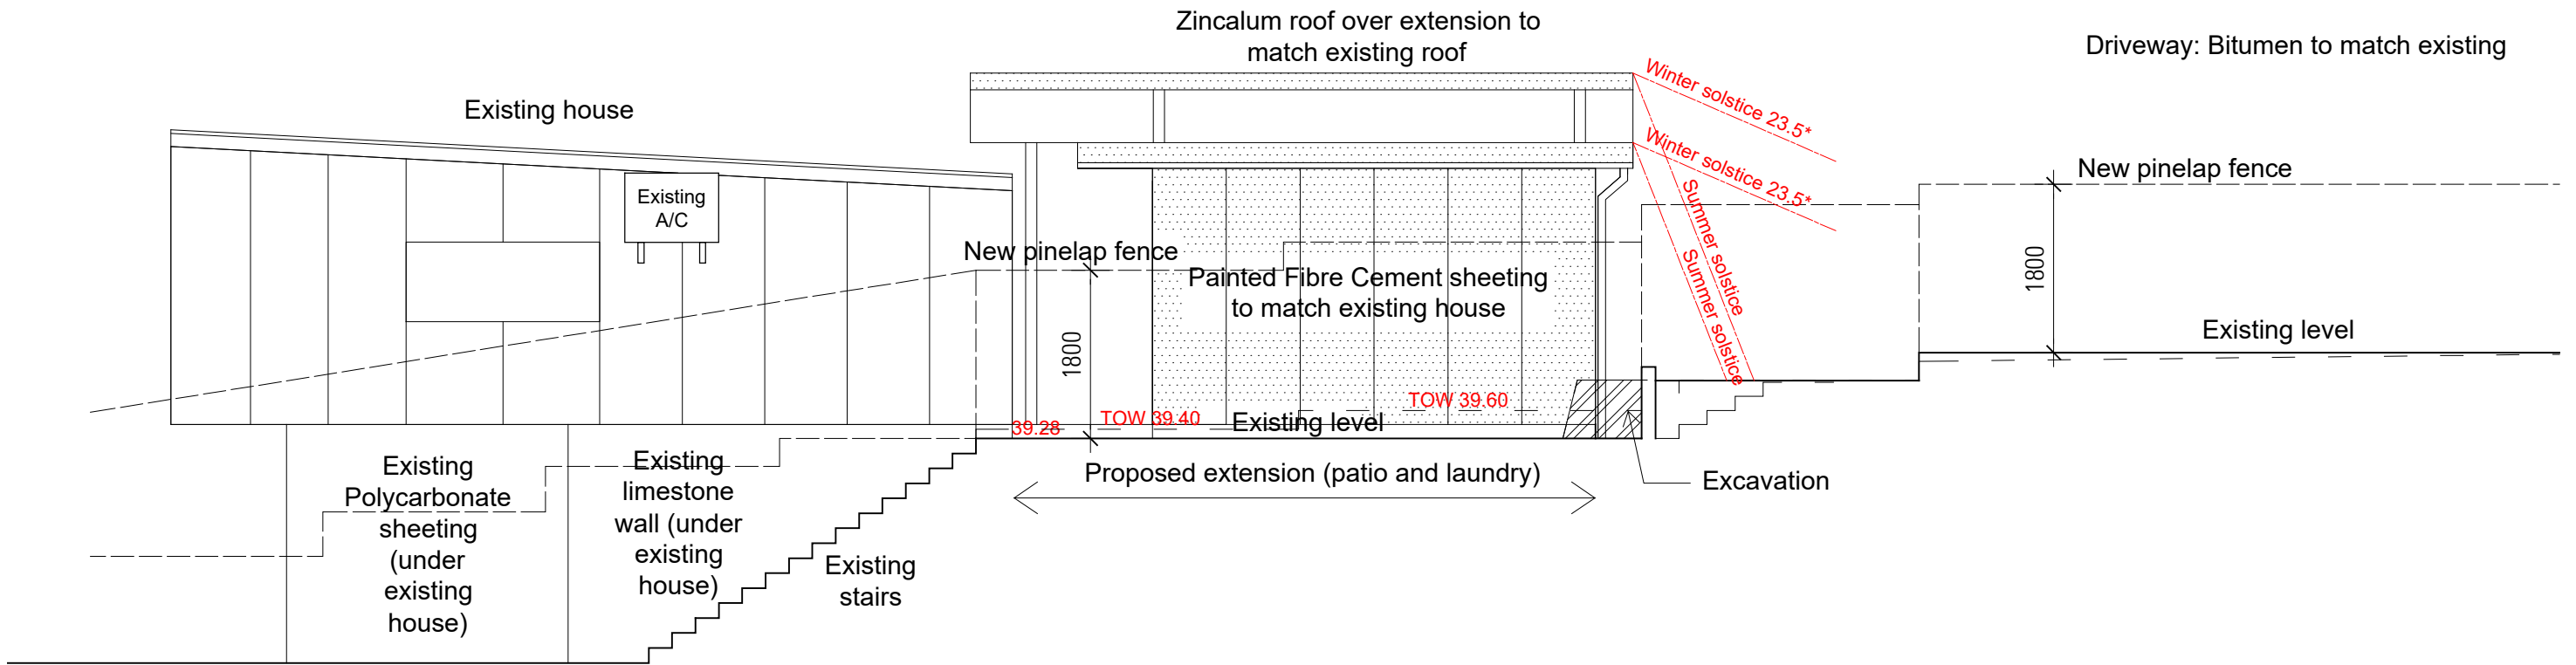 Zincalum roof over extension to
match existing roof
Driveway: Bitumen to match existing
Winter solstice 23.5*
Existing house
Winter solstice 23.5*
New pinelap fence
Existing
A/C
Summer solstice
Summer solstice
New pinelap fence
1800
Painted Fibre Cement sheeting
to match existing house
1800
Existing level
TOW 39.60
39.28
TOW 39.40
Existing level
Existing
Polycarbonate
sheeting
(under
existing
house)
Existing
limestone
wall (under
existing
house)
Proposed extension (patio and laundry)
Excavation
Existing
stairs